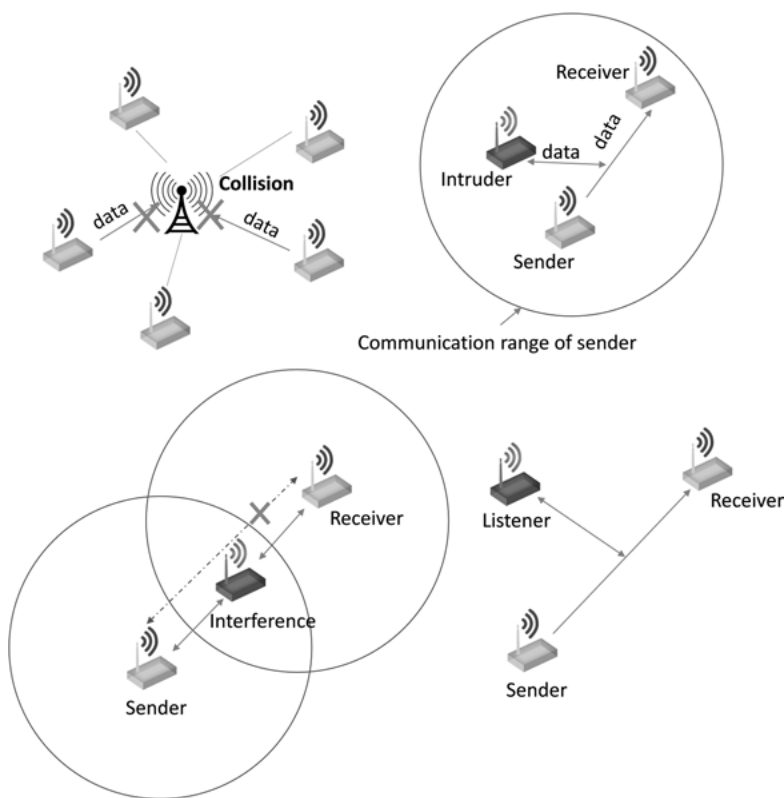 Collision
data
data
Receiver
Intruder
data
data
Sender
Communication range of sender
Receiver
Interference
Sender
Listener
Receiver
Sender